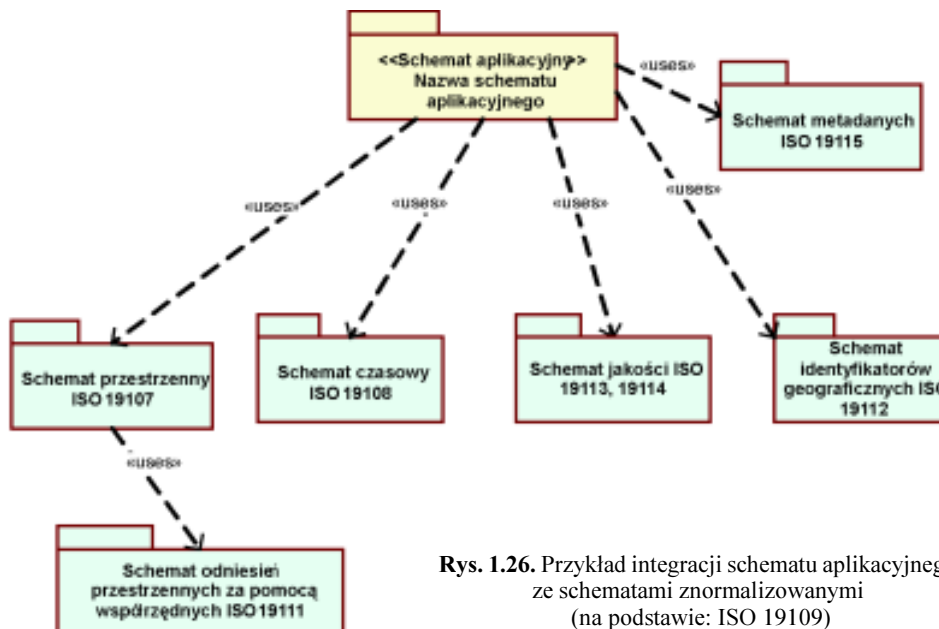 <<Schemat aplikacyjny>>
Nazwa schematu
aplikacyjnego
«uses»
Schemat metadanych
ISO 19115
«uses»
«uses»
«uses»
«uses»
Schemat przestrzenny
ISO 19107
Schemat czasowy
ISO 19108
Schemat jakości ISO
19113, 19114
Schemat
identyfikatorów
geograficznych ISO
19112
«uses»
Schemat odniesień
przestrzennych za pomocą
współrzędnych ISO 19111
Rys. 1.26. Przykład integracji schematu aplikacyjneg
ze schematami znormalizowanymi
(na podstawie: ISO 19109)